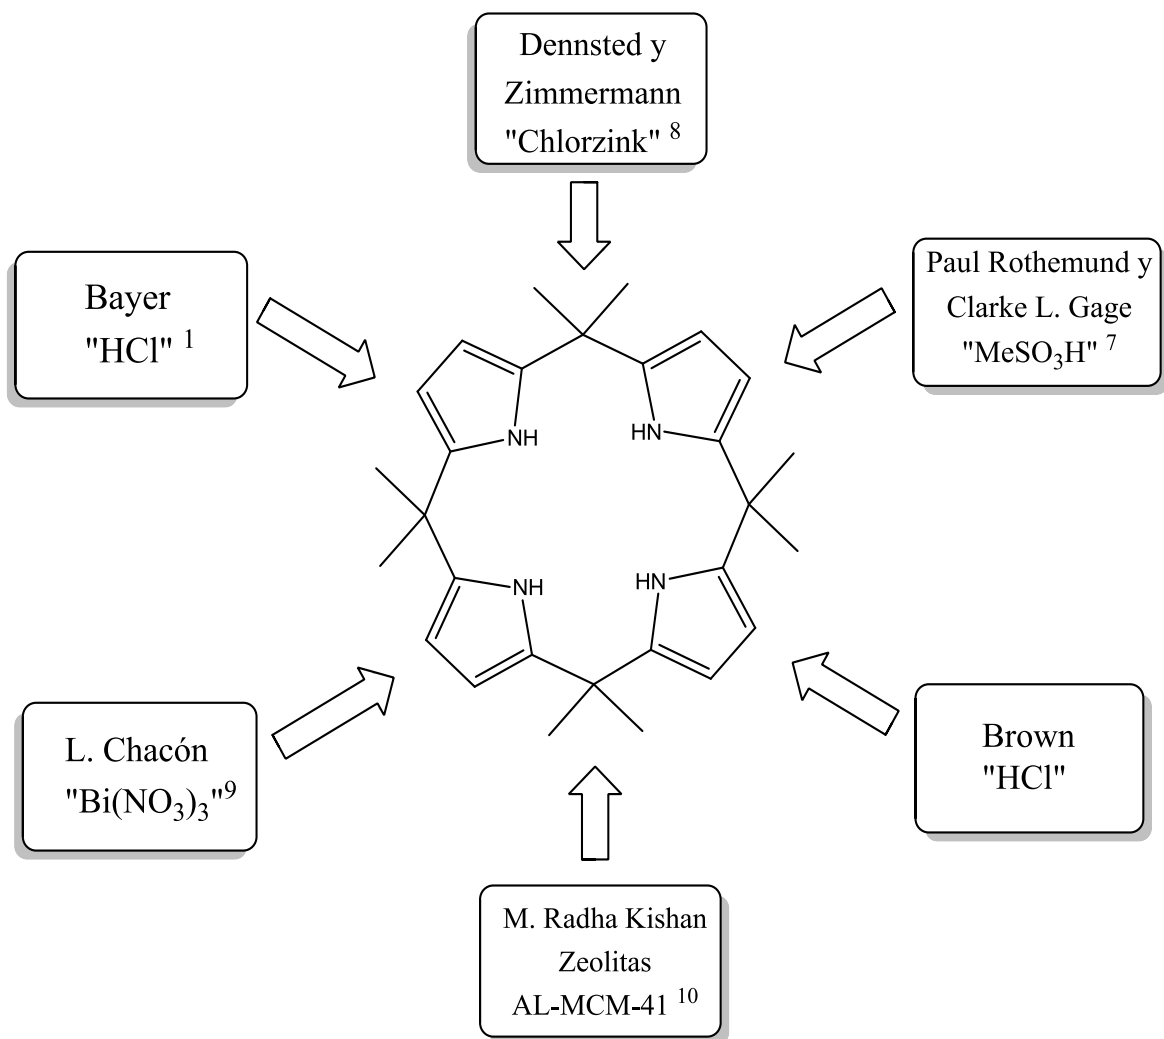 Dennsted y
Zimmermann
"Chlorzink" 8
Bayer
"HCl" 1
Paul Rothemund y
Clarke L. Gage
"MeSO3H" 7
NH
HN
NH
HN
L. Chacón
"Bi(NO3)3"9
Brown
"HCl"
M. Radha Kishan
Zeolitas
AL-MCM-41 10